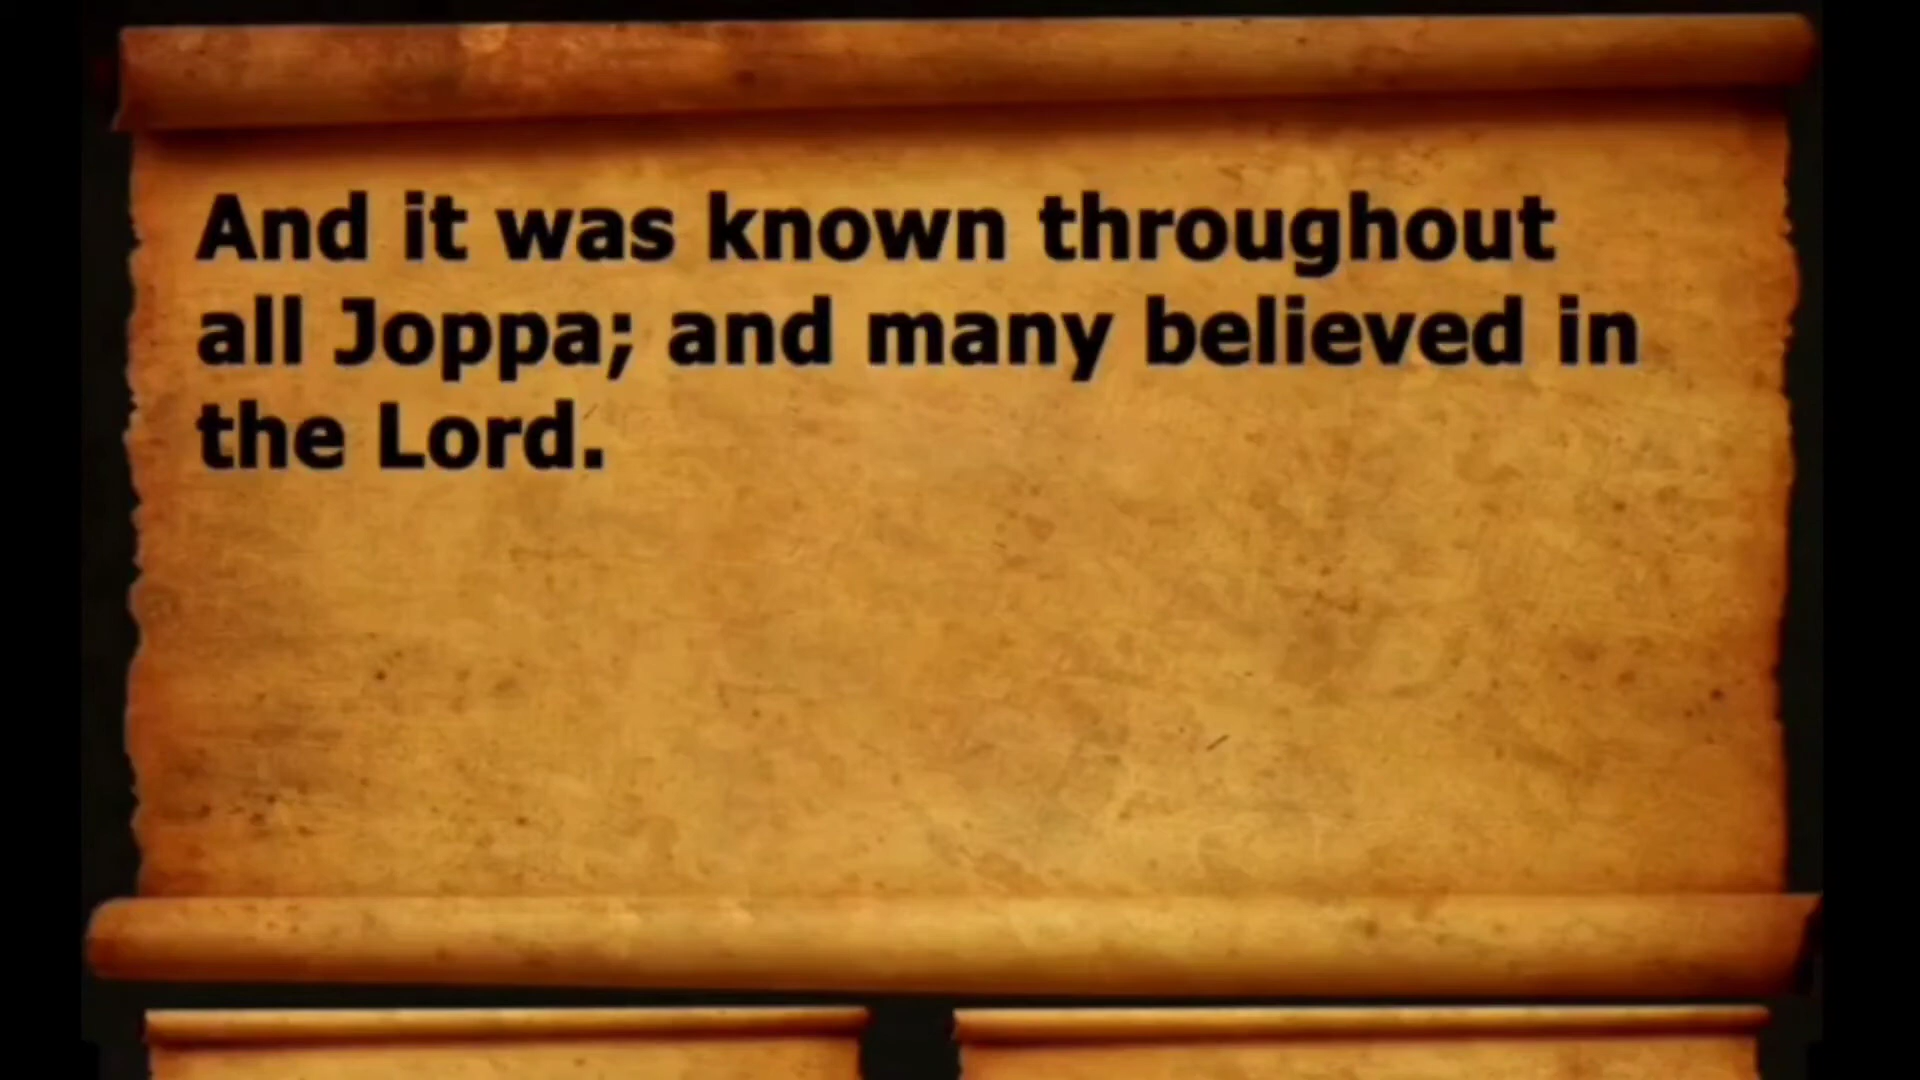 And it was known throughout
all Joppa; and many believed in
the Lord.